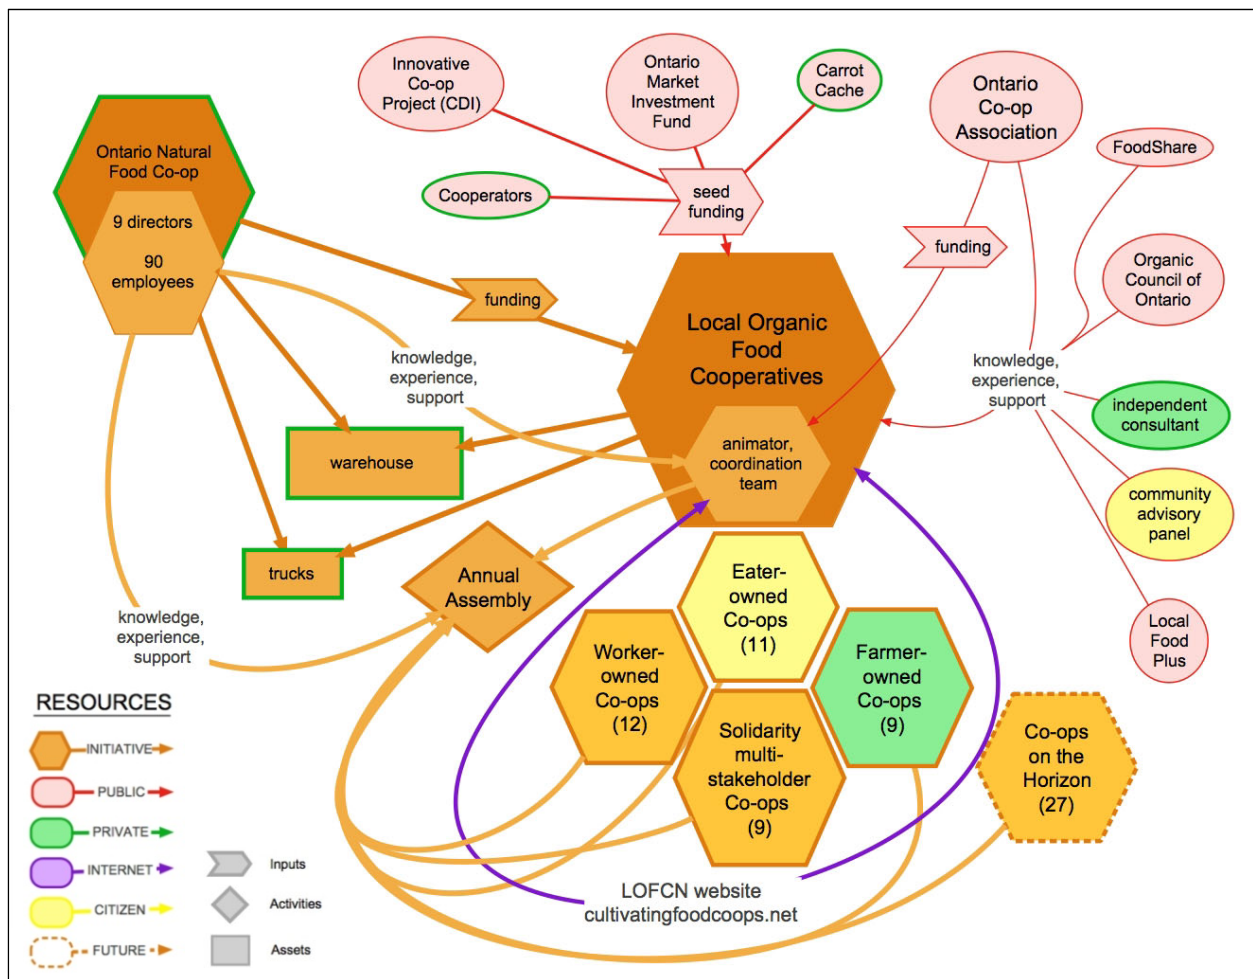 Innovative
Co-op
Project (CDI)
Ontario
Market
Investment
Fund
Carrot
Cache
Ontario
Co-op
Association
FoodShare
Ontario Natural
Food Co-op
9 directors
90
employees
Cooperators
seed
funding
funding
Organic
Council of
Ontario
funding
Local Organic
Food
Cooperatives
knowledge,
experience,
support
knowledge,
experience,
support
independent
consultant
warehouse
animator,
coordination
team
community
advisory
panel
trucks
Annual
Assembly
Eater-
owned
Co-ops
(11)
knowledge,
experience,
support
Worker-
owned
Co-ops
(12)
Farmer-
owned
Co-ops
(9)
Local
Food
Plus
Solidarity
multi-
stakeholder
Co-ops
(9)
Co-ops
on the
Horizon
(27)
RESOURCES
INITIATIVE
PUBLIC
PRIVATE
INTERNET
CITIZEN
FUTURE
Inputs
Activities
Assets
LOFCN website
cultivatingfoodcoops.net